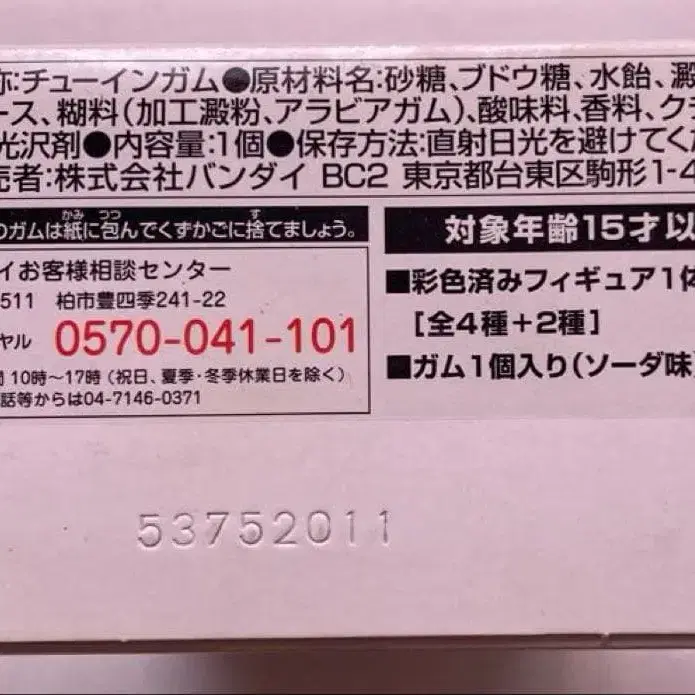 称:チューインガム●原材料名:砂糖、ブドウ糖、水飴、澱
ース、糊料(加工澱粉、アラビアガム)、酸味料、香料、ク
光沢剤●内容量:1個●保存方法:直射日光を避けてくだ
売者:株式会社バンダイ BC2 東京都台東区駒形1-4
のガムは紙に包んでくずかごに捨てましょう。
かみ つつ す
イお客様相談センター
511 柏市豊四季241-22
ヤル 0570-041-101
間 10時〜17時(祝日、夏季・冬季休業日を除く)
話等からは04-7146-0371
対象年齢15才以
■彩色済みフィギュア1体
[全4種+2種]
■ガム1個入り(ソーダ味)
53752011